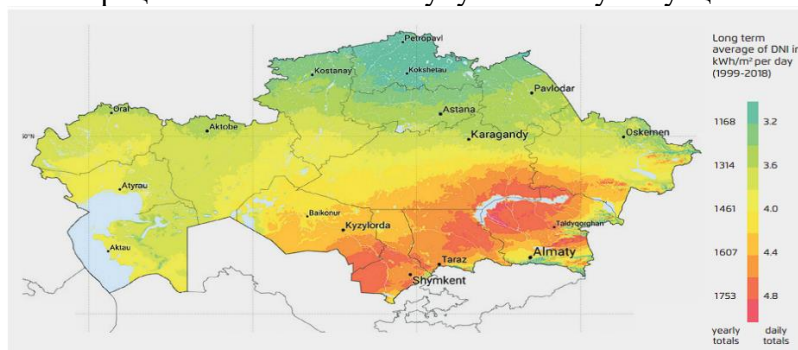 Petropavl
Kostanay
Kokshetau
Pavlodar
Oral
Aktobe
Astana
Karagandy
Oskemen
Atyrau
Baikonur
Kyzylorda
Taldyqorghan
Aktau
Taraz
Almaty
Shymkent
Long term
average of DNI in
kWh/m² per day
(1999-2018)
1168 3.2
1314 3.6
1461 4.0
1607 4.4
1753 4.8
yearly daily
totals totals